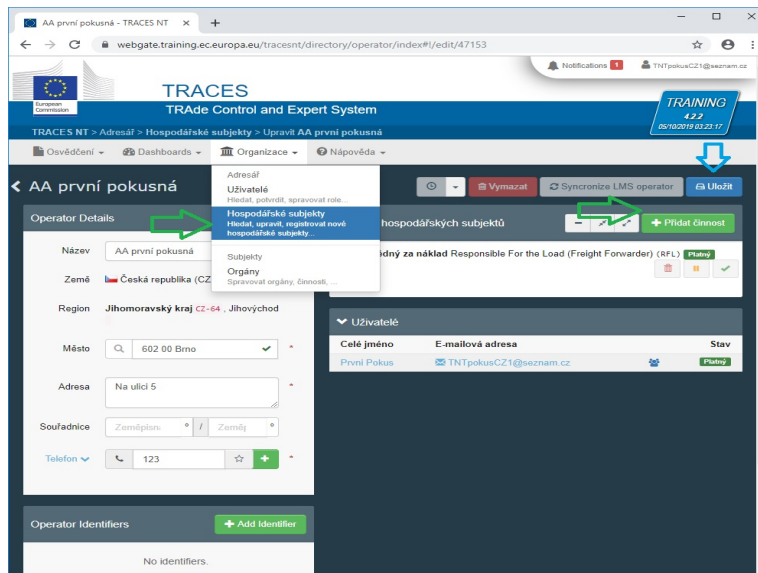 AA první pokusná - TRACES NT
webgate.training.ec.europa.eu/tracesnt/directory/operator/index#!/edit/47153
Notifications 1 TNTpokusCZ1@seznam.cz
European
Commission
TRACES
TRAde Control and Expert System
TRAINING
4.2.2
05/10/2019 03:23:17
TRACES NT > Adresář > Hospodářské subjekty > Upravit AA první pokusná
Osvědčení Dashboards Organizace Nápověda
Adresář
Uživatelé
Hledat, potvrdit, spravovat role...
Hospodářské subjekty
Hledat, upravit, registrovat nové
hospodářské subjekty...
Subjekty
Orgány
Spravovat orgány, činnosti, ...
AA první pokusná
Vymazat Syncronize LMS operator Uložit
Operator Details
Název AA první pokusná
Země Česká republika (CZ
Region Jihomoravský kraj CZ-64 , Jihovýchod
Město 602 00 Brno *
Adresa Na ulici 5 *
Souřadnice Zeměpisn ° / Zeměp °
Telefon 123 + *
hospodářských subjektů + Přidat činnost
ědný za náklad Responsible For the Load (Freight Forwarder) (RFL) Platný
Uživatelé
Celé jméno E-mailová adresa Stav
První Pokus TNTpokusCZ1@seznam.cz Platný
Operator Identifiers + Add Identifier
No identifiers.